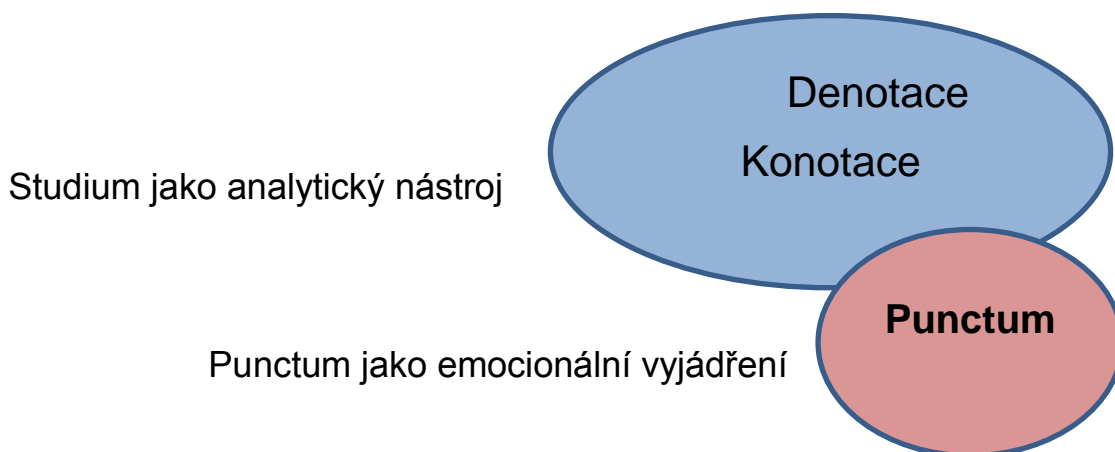 Denotace
Konotace
Studium jako analytický nástroj
Punctum
Punctum jako emocionální vyjádření